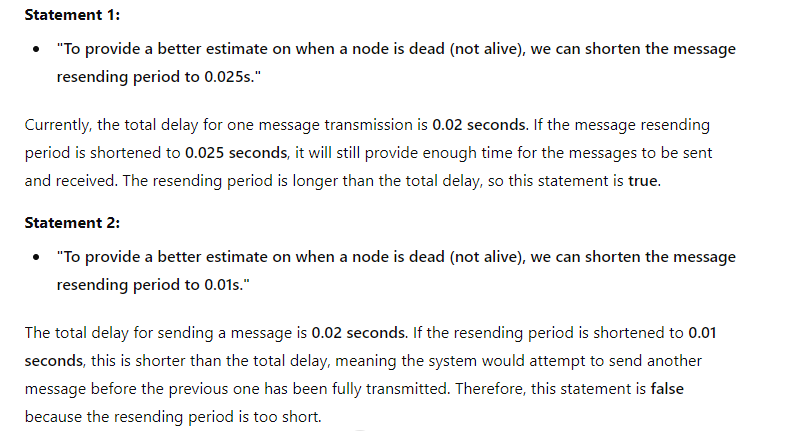 Statement 1:
• "To provide a better estimate on when a node is dead (not alive), we can shorten the message
resending period to 0.025s."
Currently, the total delay for one message transmission is 0.02 seconds. If the message resending
period is shortened to 0.025 seconds, it will still provide enough time for the messages to be sent
and received. The resending period is longer than the total delay, so this statement is true.
Statement 2:
• "To provide a better estimate on when a node is dead (not alive), we can shorten the message
resending period to 0.01s."
The total delay for sending a message is 0.02 seconds. If the resending period is shortened to 0.01
seconds, this is shorter than the total delay, meaning the system would attempt to send another
message before the previous one has been fully transmitted. Therefore, this statement is false
because the resending period is too short.